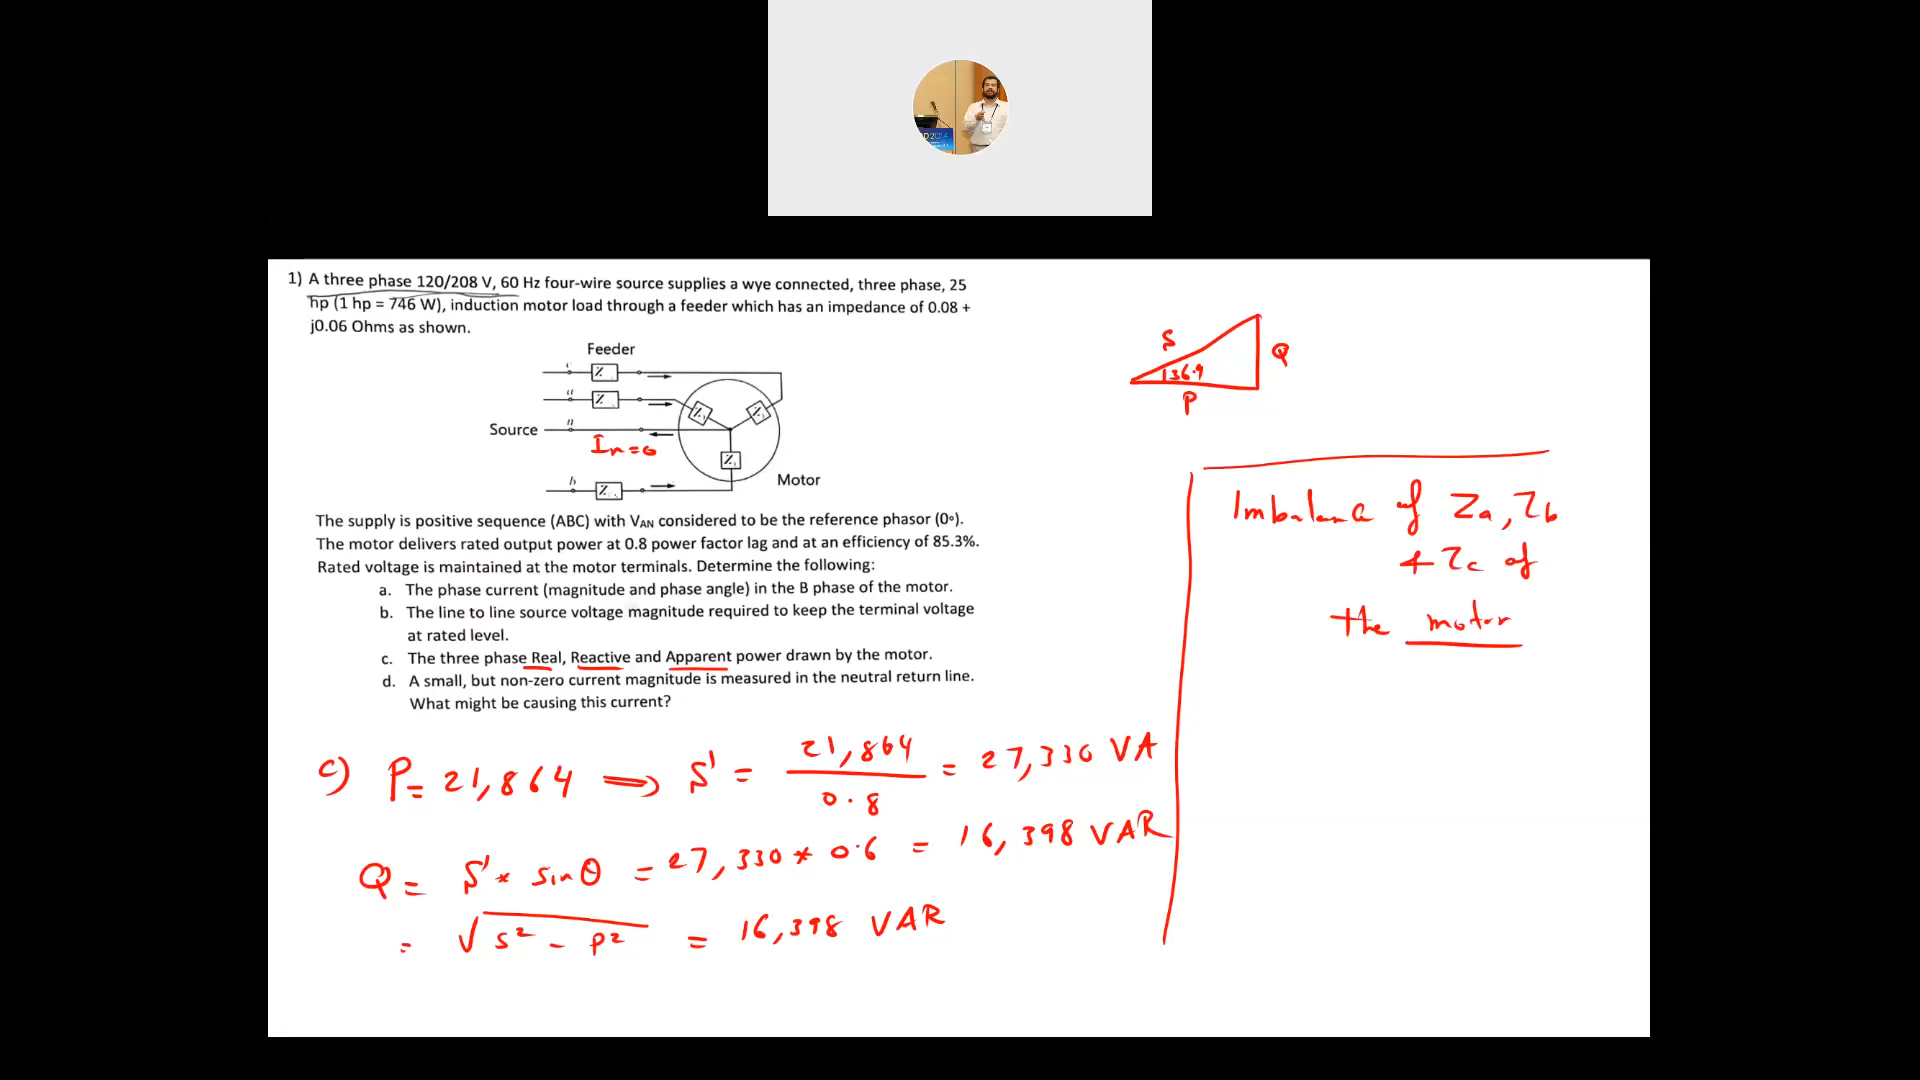 D2014
1) A three phase 120/208 V, 60 Hz four-wire source supplies a wye connected, three phase, 25
hp (1 hp = 746 W), induction motor load through a feeder which has an impedance of 0.08 +
j0.06 Ohms as shown.
Feeder
c Z
a Z
Source n
In=0
b Z
Motor
S
Q
36.9
P
The supply is positive sequence (ABC) with VAN considered to be the reference phasor (0°).
The motor delivers rated output power at 0.8 power factor lag and at an efficiency of 85.3%.
Rated voltage is maintained at the motor terminals. Determine the following:
a. The phase current (magnitude and phase angle) in the B phase of the motor.
b. The line to line source voltage magnitude required to keep the terminal voltage
at rated level.
c. The three phase Real, Reactive and Apparent power drawn by the motor.
d. A small, but non-zero current magnitude is measured in the neutral return line.
What might be causing this current?
c) P = 21,864 ⟹ S = 21,864 / 0.8 = 27,330 VA
Q = S * sinθ = 27,330 * 0.6 = 16,398 VAR
= √S² - P² = 16,398 VAR
Imbalance of Za, Zb
+ Zc of
the motor